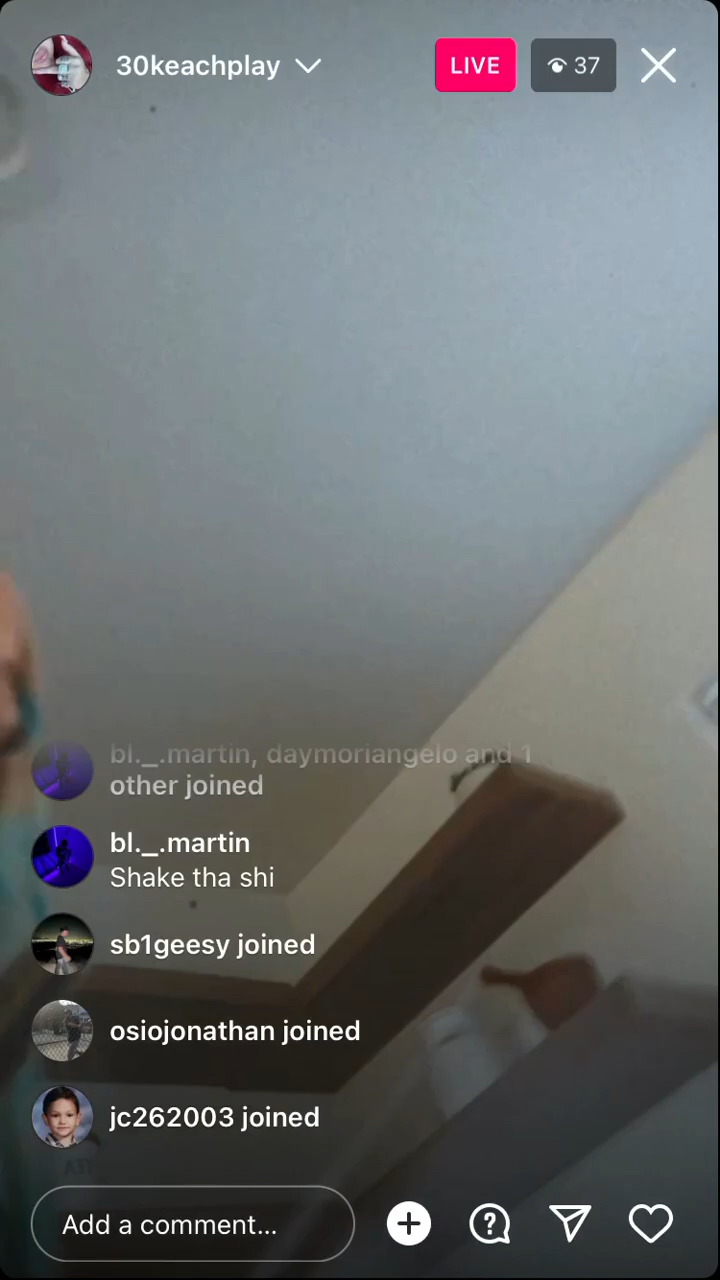 30keachplay
LIVE
37
bl._.martin, daymoriangelo and 1
other joined
bl._.martin
Shake tha shi
sb1geesy joined
osiojonathan joined
jc262003 joined
Add a comment...